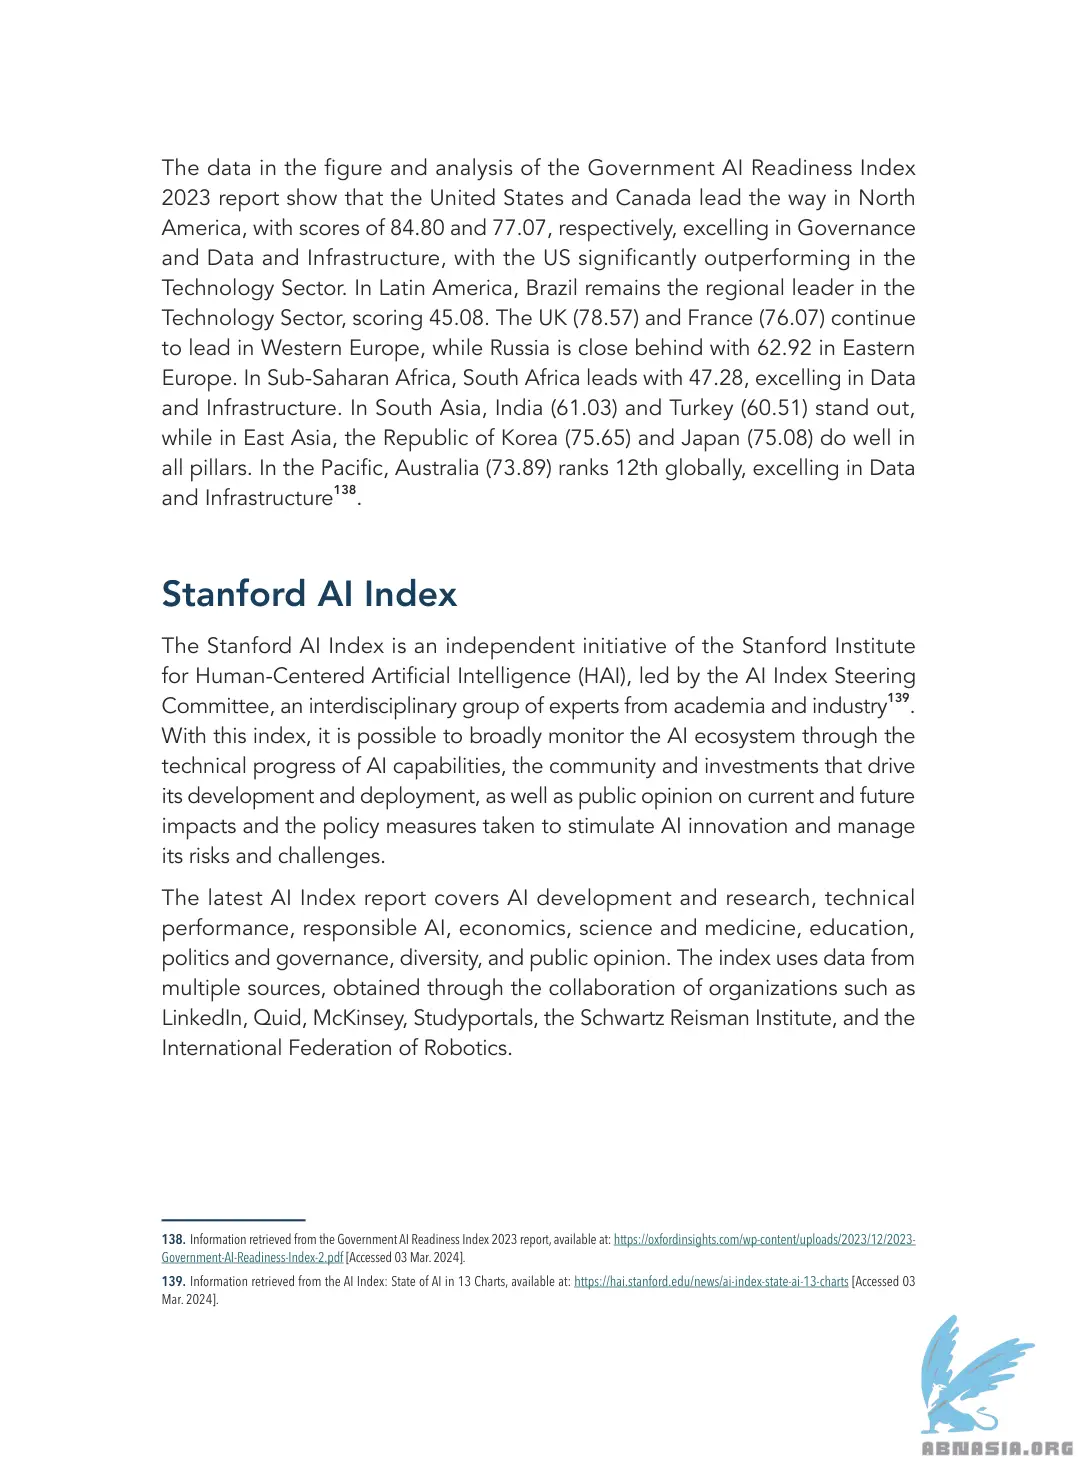 The data in the figure and analysis of the Government AI Readiness Index
2023 report show that the United States and Canada lead the way in North
America, with scores of 84.80 and 77.07, respectively, excelling in Governance
and Data and Infrastructure, with the US significantly outperforming in the
Technology Sector. In Latin America, Brazil remains the regional leader in the
Technology Sector, scoring 45.08. The UK (78.57) and France (76.07) continue
to lead in Western Europe, while Russia is close behind with 62.92 in Eastern
Europe. In Sub-Saharan Africa, South Africa leads with 47.28, excelling in Data
and Infrastructure. In South Asia, India (61.03) and Turkey (60.51) stand out,
while in East Asia, the Republic of Korea (75.65) and Japan (75.08) do well in
all pillars. In the Pacific, Australia (73.89) ranks 12th globally, excelling in Data
and Infrastructure138.
Stanford AI Index
The Stanford AI Index is an independent initiative of the Stanford Institute
for Human-Centered Artificial Intelligence (HAI), led by the AI Index Steering
Committee, an interdisciplinary group of experts from academia and industry139.
With this index, it is possible to broadly monitor the AI ecosystem through the
technical progress of AI capabilities, the community and investments that drive
its development and deployment, as well as public opinion on current and future
impacts and the policy measures taken to stimulate AI innovation and manage
its risks and challenges.
The latest AI Index report covers AI development and research, technical
performance, responsible AI, economics, science and medicine, education,
politics and governance, diversity, and public opinion. The index uses data from
multiple sources, obtained through the collaboration of organizations such as
LinkedIn, Quid, McKinsey, Studyportals, the Schwartz Reisman Institute, and the
International Federation of Robotics.
138. Information retrieved from the Government AI Readiness Index 2023 report, available at: https://oxfordinsights.com/wp-content/uploads/2023/12/2023-
Government-AI-Readiness-Index-2.pdf [Accessed 03 Mar. 2024].
139. Information retrieved from the AI Index: State of AI in 13 Charts, available at: https://hai.stanford.edu/news/ai-index-state-ai-13-charts [Accessed 03
Mar. 2024].
ABNASIA.ORG